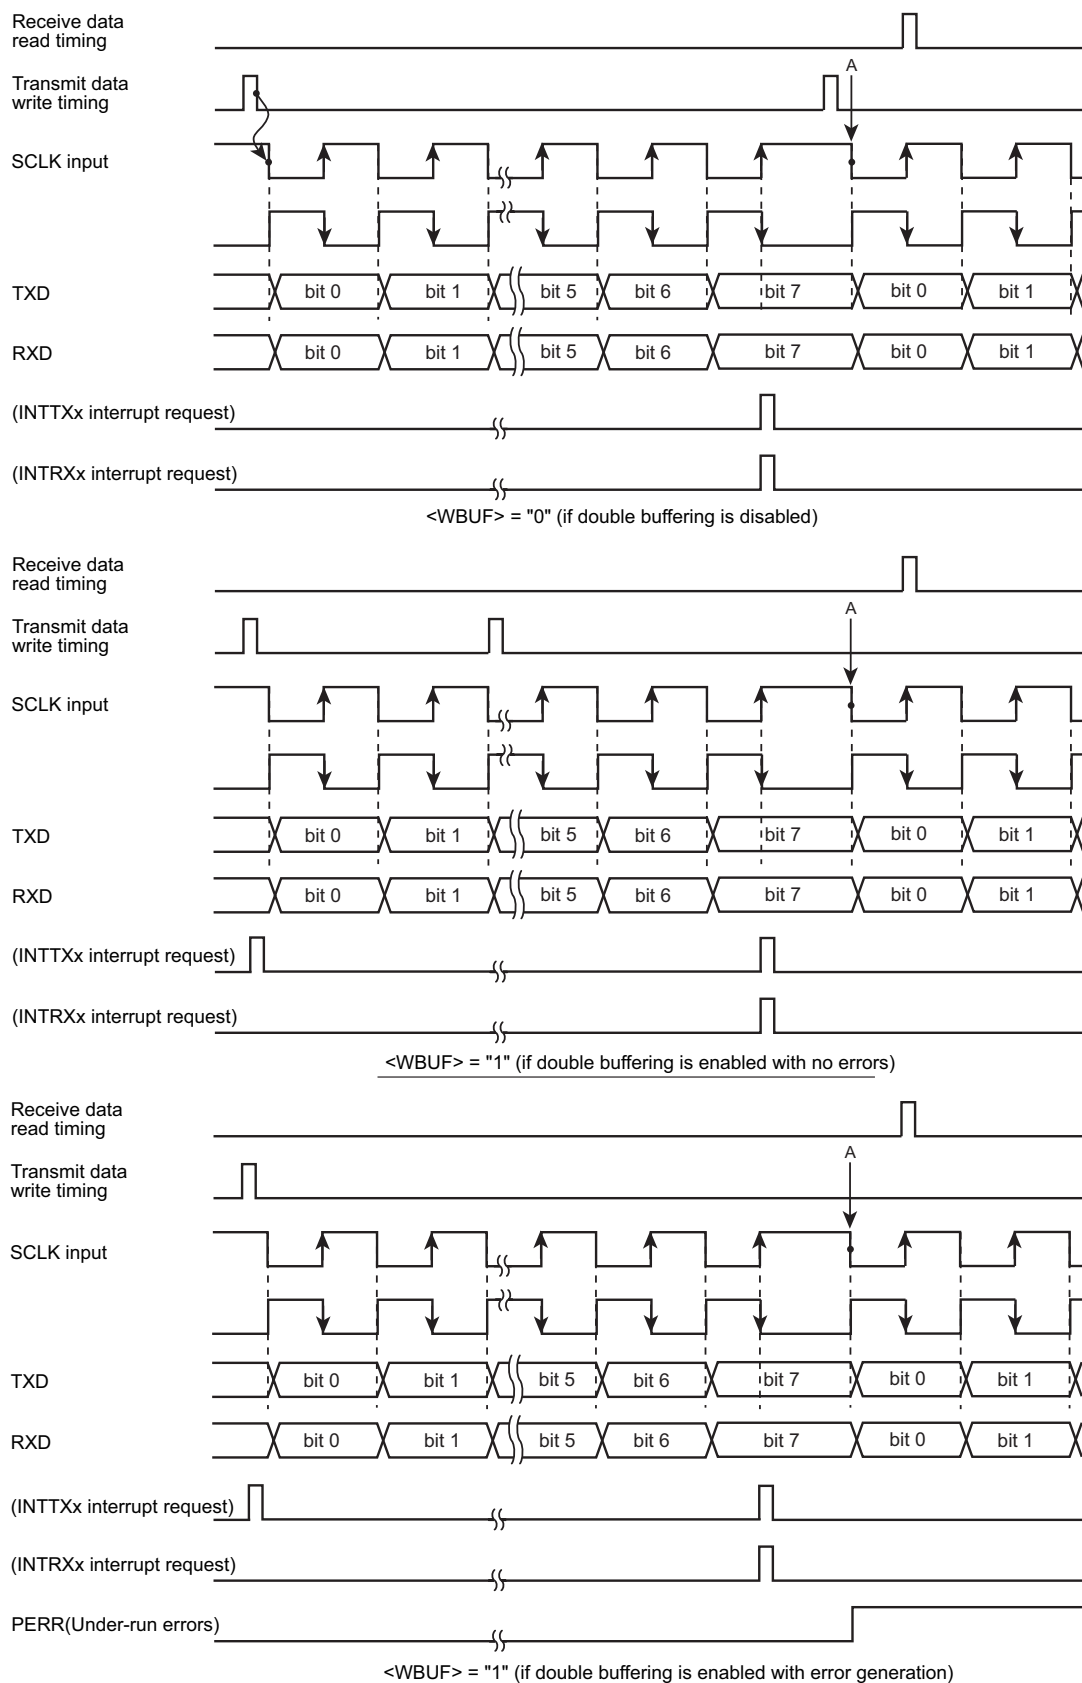 Receive data
read timing
Transmit data
write timing
A
SCLK input
TXD bit 0 bit 1 bit 5 bit 6 bit 7 bit 0 bit 1
RXD bit 0 bit 1 bit 5 bit 6 bit 7 bit 0 bit 1
(INTTXx interrupt request)
(INTRXx interrupt request)
<WBUF> = "0" (if double buffering is disabled)
Receive data
read timing
A
Transmit data
write timing
SCLK input
TXD bit 0 bit 1 bit 5 bit 6 bit 7 bit 0 bit 1
RXD bit 0 bit 1 bit 5 bit 6 bit 7 bit 0 bit 1
(INTTXx interrupt request)
(INTRXx interrupt request)
<WBUF> = "1" (if double buffering is enabled with no errors)
Receive data
read timing
A
Transmit data
write timing
SCLK input
TXD bit 0 bit 1 bit 5 bit 6 bit 7 bit 0 bit 1
RXD bit 0 bit 1 bit 5 bit 6 bit 7 bit 0 bit 1
(INTTXx interrupt request)
(INTRXx interrupt request)
PERR(Under-run errors)
<WBUF> = "1" (if double buffering is enabled with error generation)